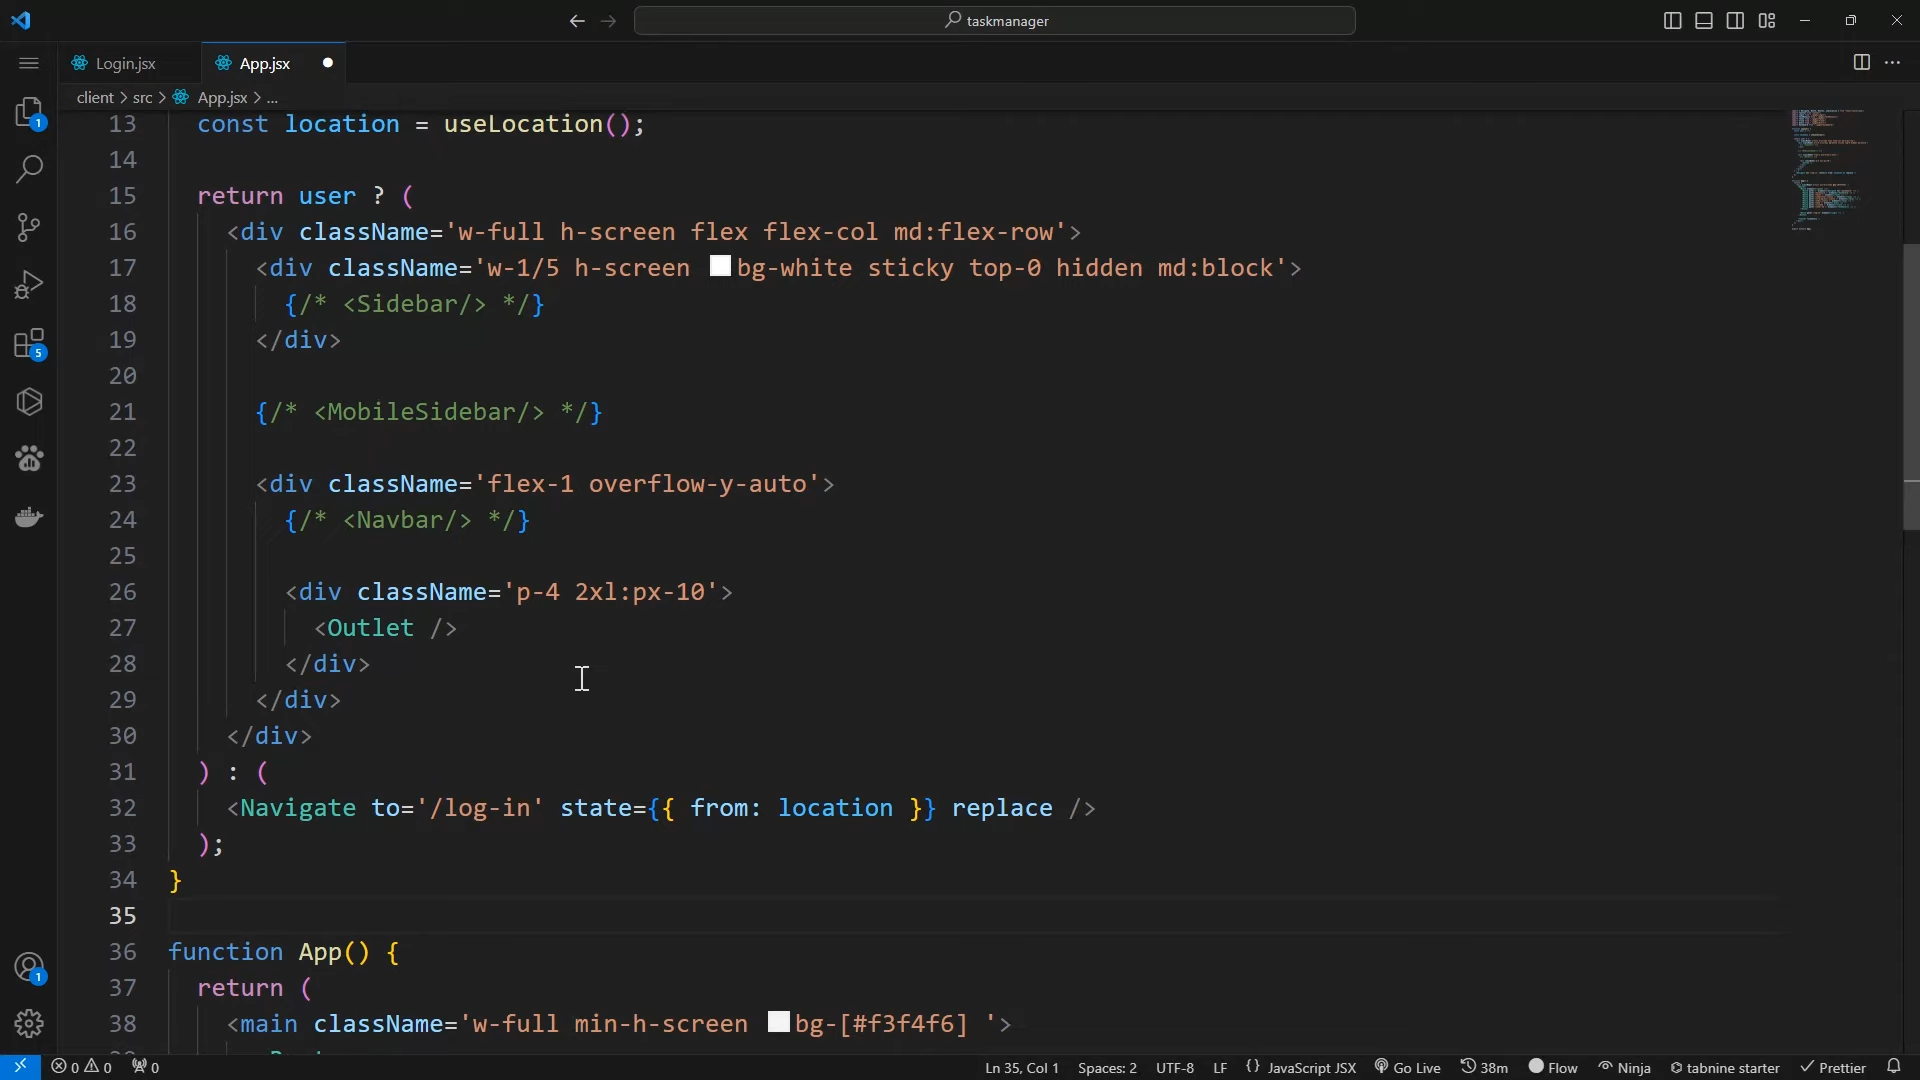 taskmanager
Login.jsx
App.jsx
client > src > App.jsx > ...
13 const location = useLocation();
14
15 return user ? (
16 <div className='w-full h-screen flex flex-col md:flex-row'>
17 <div className='w-1/5 h-screen bg-white sticky top-0 hidden md:block'>
18 {/* <Sidebar/> */}
19 </div>
20
21 {/* <MobileSidebar/> */}
22
23 <div className='flex-1 overflow-y-auto'>
24 {/* <Navbar/> */}
25
26 <div className='p-4 2xl:px-10'>
27 <Outlet />
28 </div>
29 </div>
30 </div>
31 ) : (
32 <Navigate to='/log-in' state={{ from: location }} replace />
33 );
34 }
35
36 function App() {
37 return (
38 <main className='w-full min-h-screen bg-[#f3f4f6] '>
1
5
1
0 0 0 Ln 35, Col 1 Spaces: 2 UTF-8 LF {} JavaScript JSX Go Live 38m Flow Ninja tabnine starter Prettier